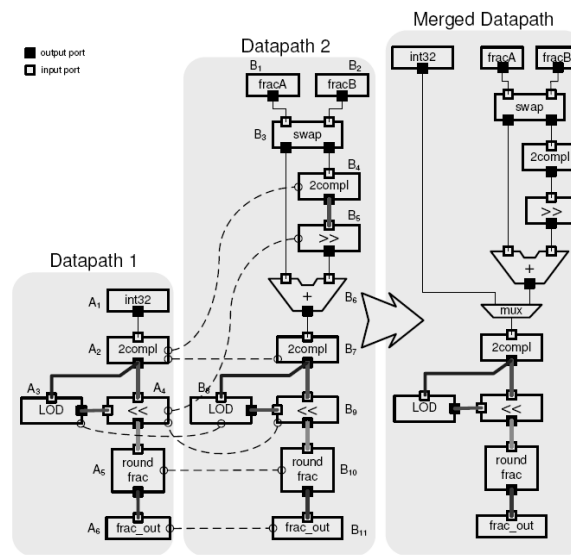 Merged Datapath
Datapath 2
output port
input port
int32
fracA
fracB
swap
2compl
>>
+
mux
2compl
LOD
<<
round
frac
frac_out
B1
B2
fracA
fracB
B3
swap
B4
2compl
B5
>>
+
B6
B7
2compl
B8
LOD
<<
B9
round
frac
B10
frac_out
B11
Datapath 1
A1
int32
A2
2compl
A3
A4
LOD
<<
A5
round
frac
A6
frac_out